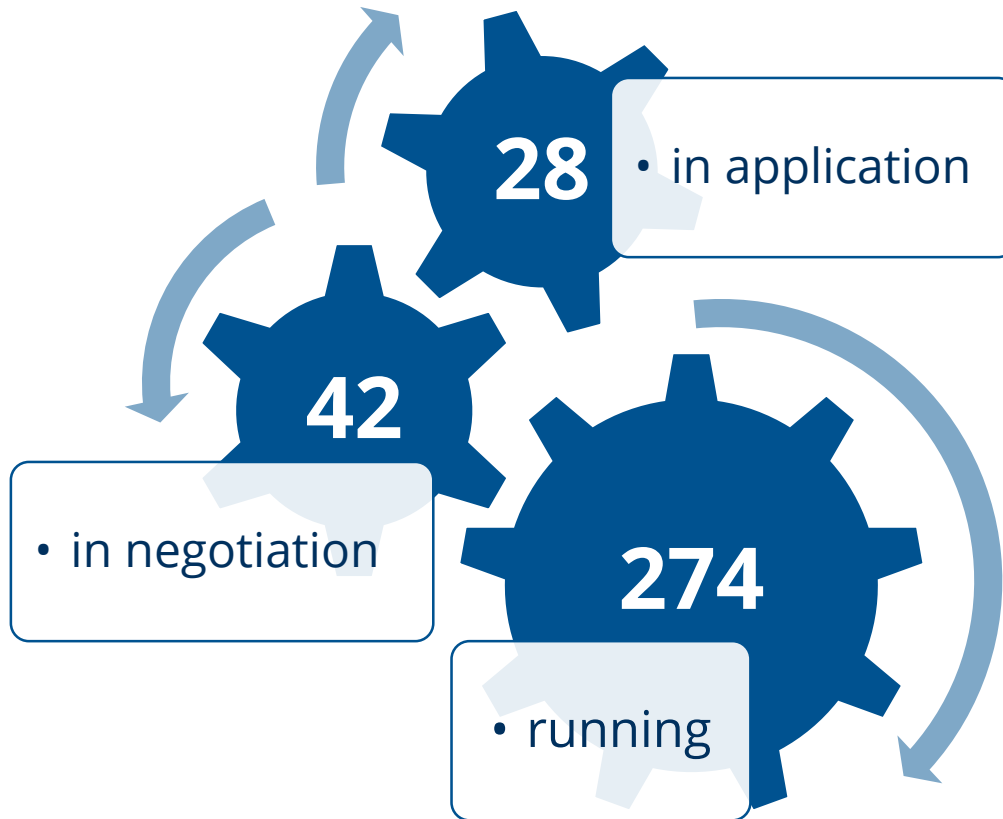 28
• in application
42
• in negotiation
274
• running